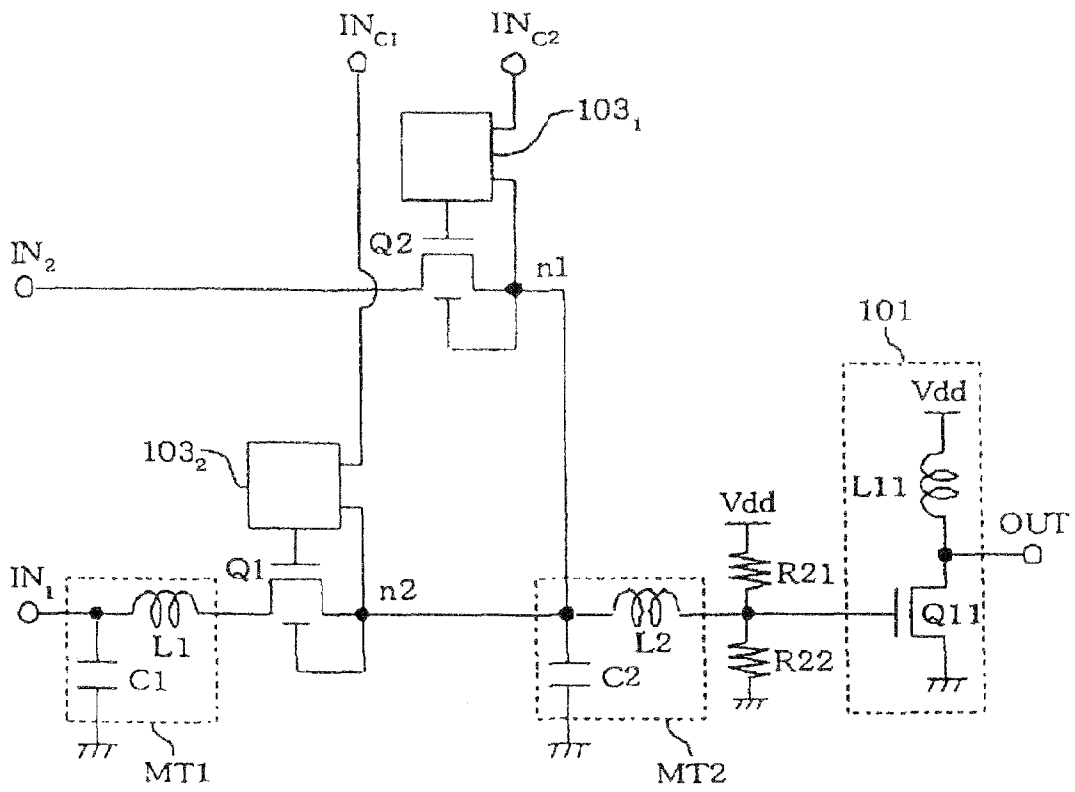 IN_C1
IN_C2
103_1
Q2
IN_2
n1
101
Vdd
103_2
L11
Vdd
OUT
Q1
IN_1
n2
R21
Q11
L1
L2
R22
C1
C2
MT1
MT2